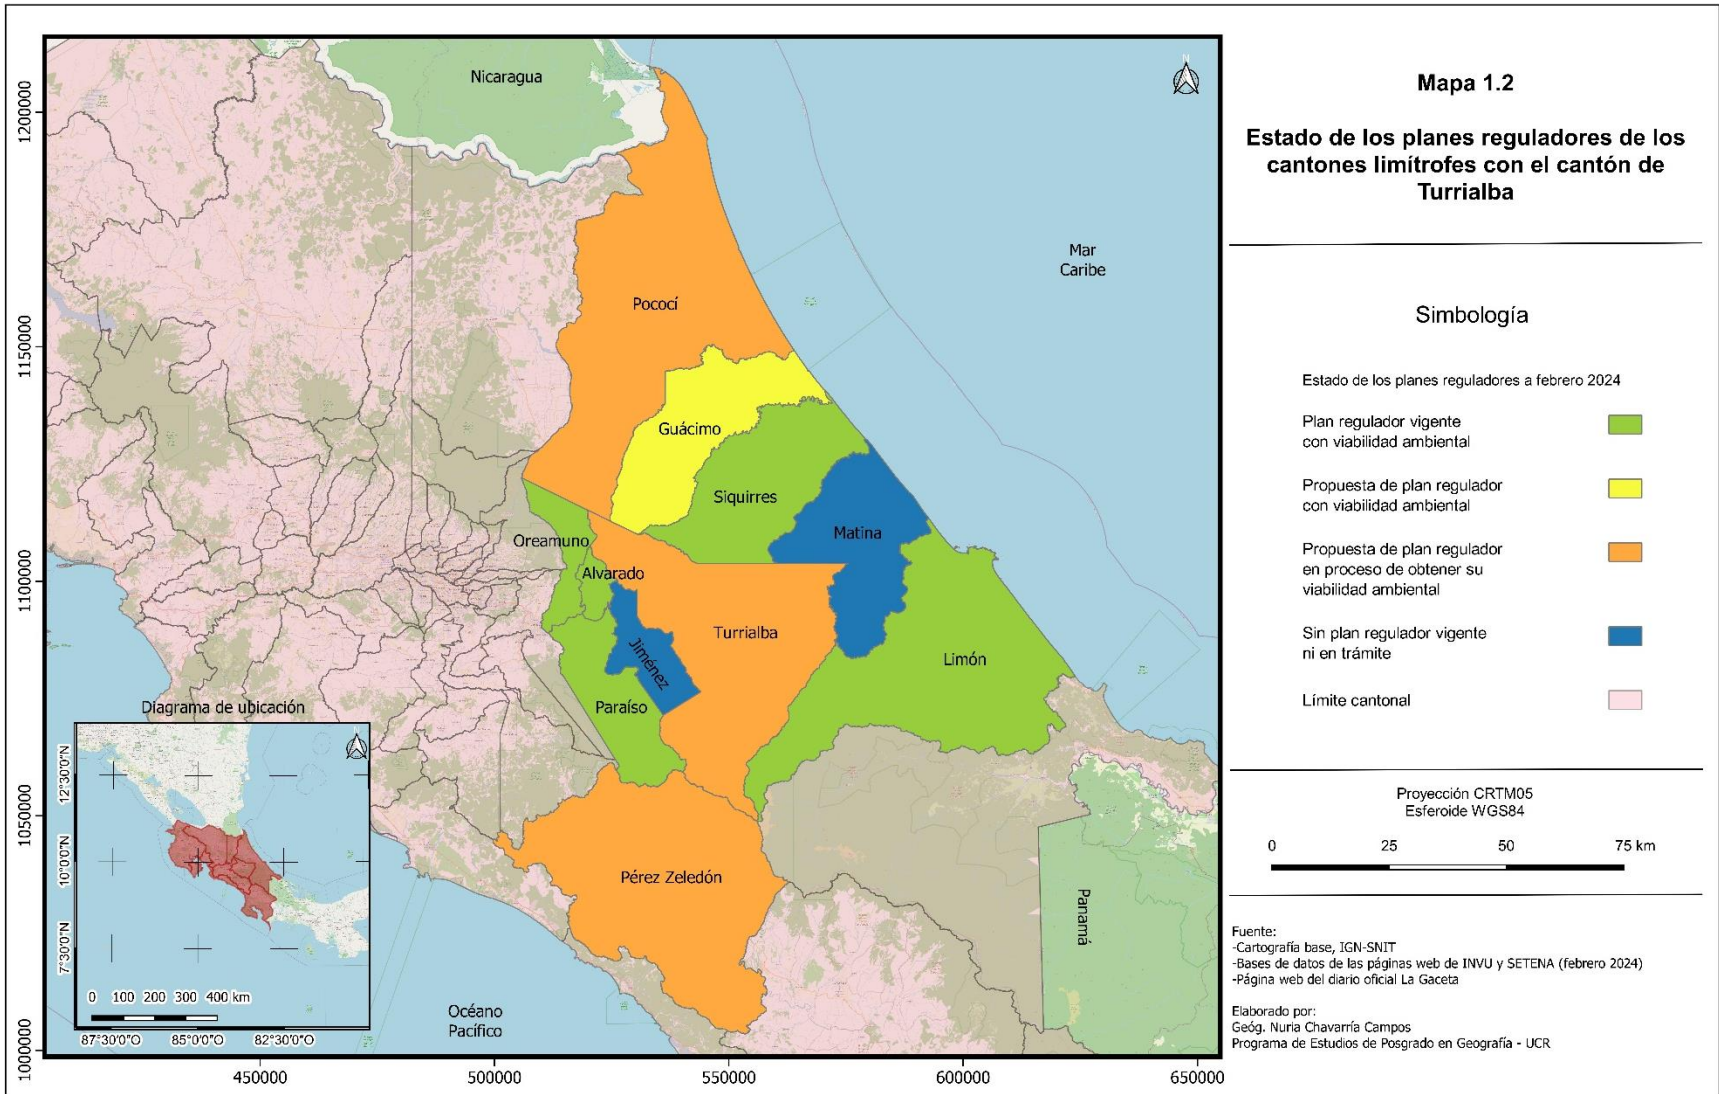 Mapa 1.2
Estado de los planes reguladores de los
cantones limítrofes con el cantón de
Turrialba
Simbología
Estado de los planes reguladores a febrero 2024
Plan regulador vigente
con viabilidad ambiental
Propuesta de plan regulador
con viabilidad ambiental
Propuesta de plan regulador
en proceso de obtener su
viabilidad ambiental
Sin plan regulador vigente
ni en trámite
Límite cantonal
Proyección CRTM05
Esferoide WGS84
0 25 50 75 km
Fuente:
-Cartografía base, IGN-SNIT
-Bases de datos de las páginas web de INVU y SETENA (febrero 2024)
-Página web del diario oficial La Gaceta
Elaborado por:
Geóg. Nuria Chavarría Campos
Programa de Estudios de Posgrado en Geografía - UCR
Nicaragua
Mar
Caribe
Pococí
Guácimo
Siquirres
Matina
Oreamuno
Alvarado
Turrialba
Jiménez
Limón
Paraíso
Pérez Zeledón
Panamá
Océano
Pacífico
Diagrama de ubicación
12°30'0"N
10°0'0"N
7°30'0"N
0 100 200 300 400 km
87°30'0"O 85°0'0"O 82°30'0"O
1200000
1150000
1100000
1050000
1000000
450000 500000 550000 600000 650000